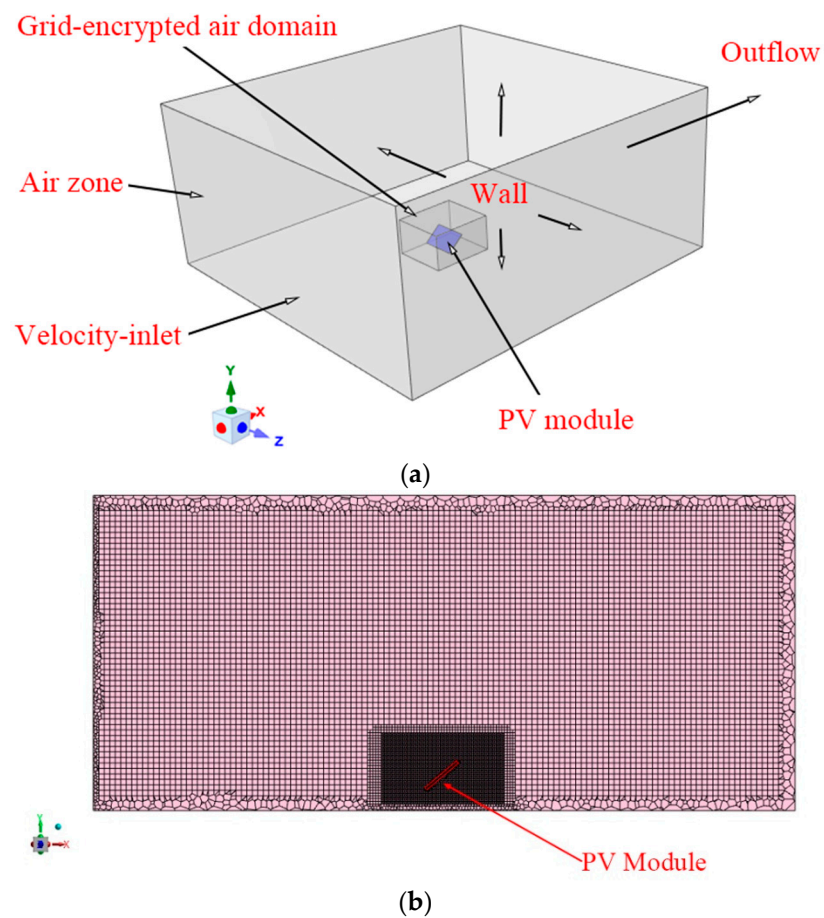 Grid-encrypted air domain
Outflow
Air zone
Wall
Velocity-inlet
PV module
Y
X
Z
(a)
Y
X
PV Module
(b)